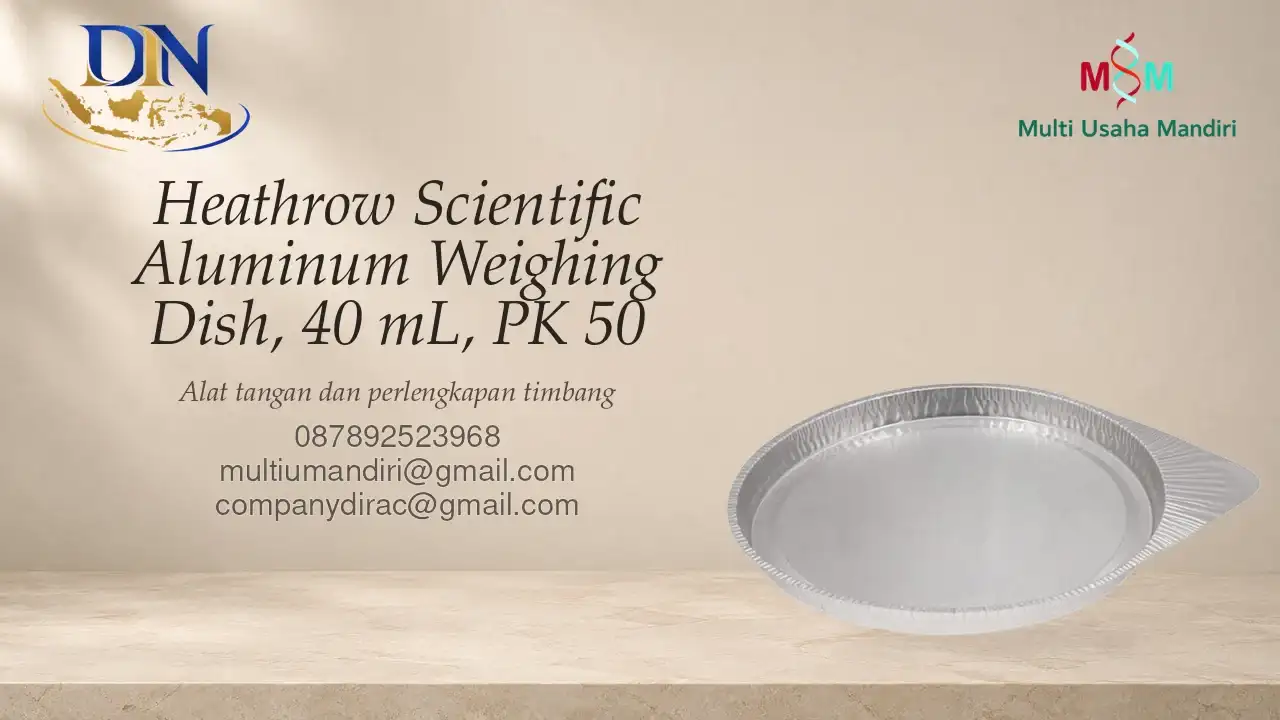 DIN
MSM
Multi Usaha Mandiri
Heathrow Scientific
Aluminum Weighing
Dish, 40 mL, PK 50
Alat tangan dan perlengkapan timbang
087892523968
multiumandiri@gmail.com
companydirac@gmail.com